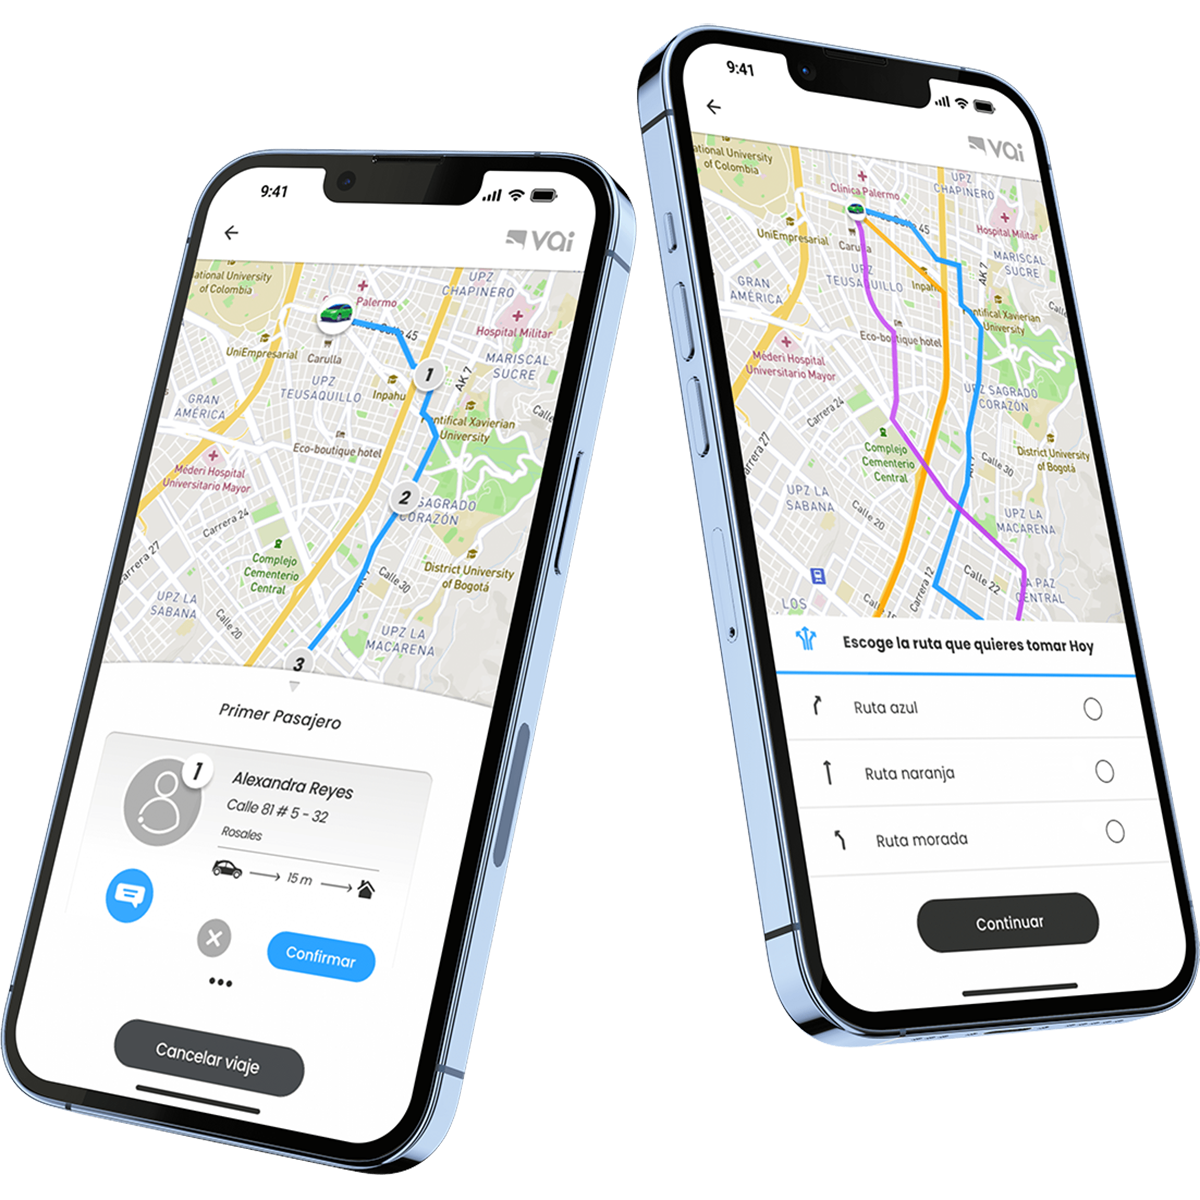 9:41
vai
ational University
of Colombia
UPZ
CHAPINERO
Palermo
45
Hospital Militar
UniEmpresarial
Carulla
MARISCAL
SUCRE
UPZ
TEUSAQUILLO
1
AK 7
Inpahu
GRAN
AMÉRICA
Calle
Pontifical Xavierian
University
Eco-boutique hotel
Mederi Hospital
Universitario Mayor
2
SAGRADO
CORAZÓN
Carrera 24
Carrera 27
Complejo
Cementerio
Central
Calle 30
District University
of Bogotá
UPZ LA
SABANA
Calle 20
UPZ LA
MACARENA
3
Primer Pasajero
1
Alexandra Reyes
Calle 81 # 5 - 32
Rosales
15 m
Confirmar
Cancelar viaje
9:41
vai
ational University
of Colombia
UPZ
CHAPINERO
Clínica Palermo
45
Hospital Militar
UniEmpresarial
Carulla
MARISCAL
SUCRE
UPZ
TEUSAQUILLO
AK 7
Inpahu
GRAN
AMÉRICA
Pontifical Xavierian
University
Eco-boutique hotel
Mederi Hospital
Universitario Mayor
UPZ SAGRADO
CORAZÓN
Carrera 24
Carrera 27
Complejo
Cementerio
Central
Calle 30
District University
of Bogotá
UPZ LA
SABANA
Calle 20
UPZ LA
MACARENA
Carrera 12
Calle 22
LA PAZ
CENTRAL
LOS
Escoge la ruta que quieres tomar Hoy
Ruta azul
Ruta naranja
Ruta morada
Continuar